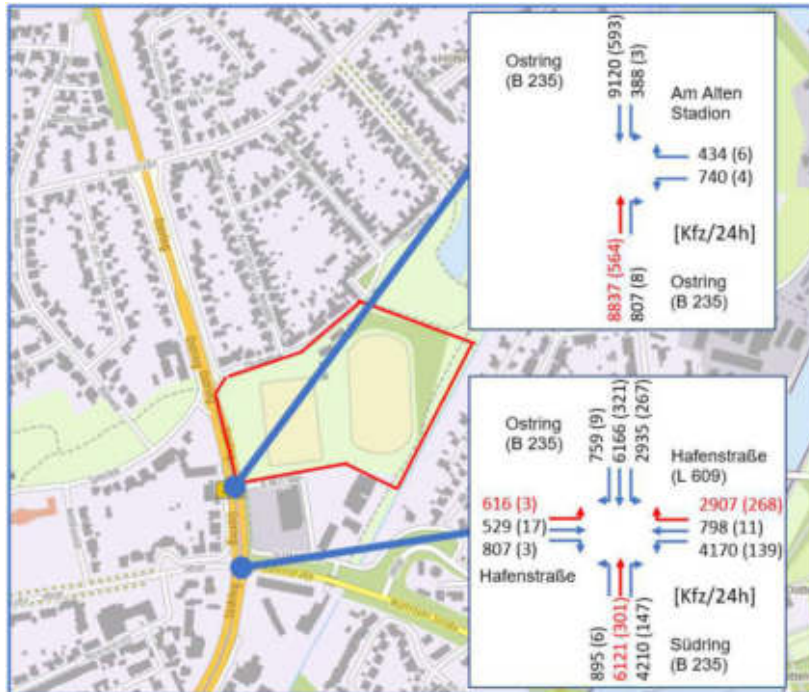 Ostring
(B 235)
9120 (593)
388 (3)
Am Alten
Stadion
434 (6)
740 (4)
[Kfz/24h]
8837 (564)
807 (8)
Ostring
(B 235)
Ostring
(B 235)
759 (9)
6166 (321)
2935 (267)
Hafenstraße
(L 609)
616 (3)
529 (17)
807 (3)
Hafenstraße
2907 (268)
798 (11)
4170 (139)
[Kfz/24h]
895 (6)
6121 (301)
4210 (147)
Südring
(B 235)
Ostring